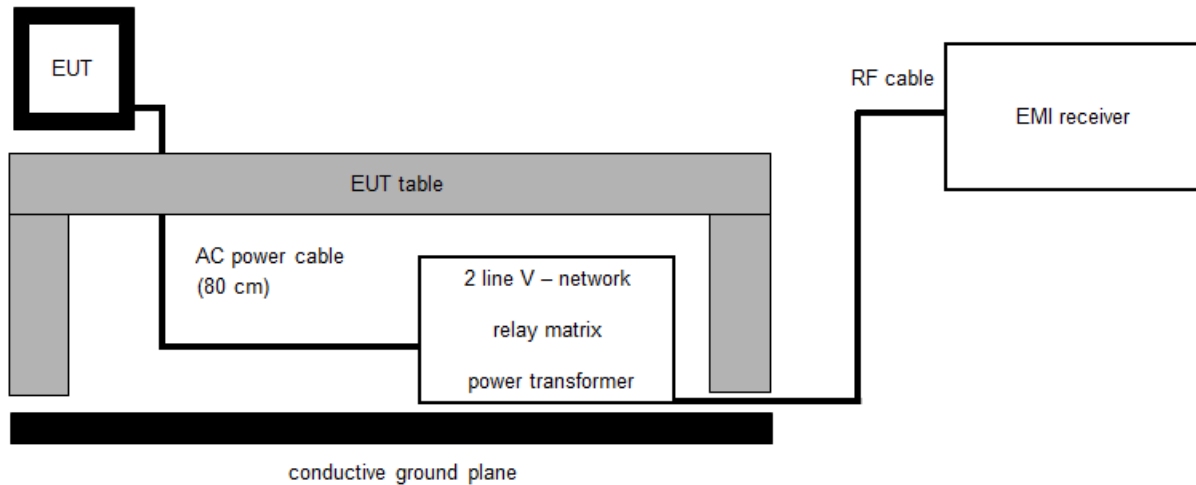 EUT
RF cable
EMI receiver
EUT table
AC power cable
(80 cm)
2 line V – network
relay matrix
power transformer
conductive ground plane